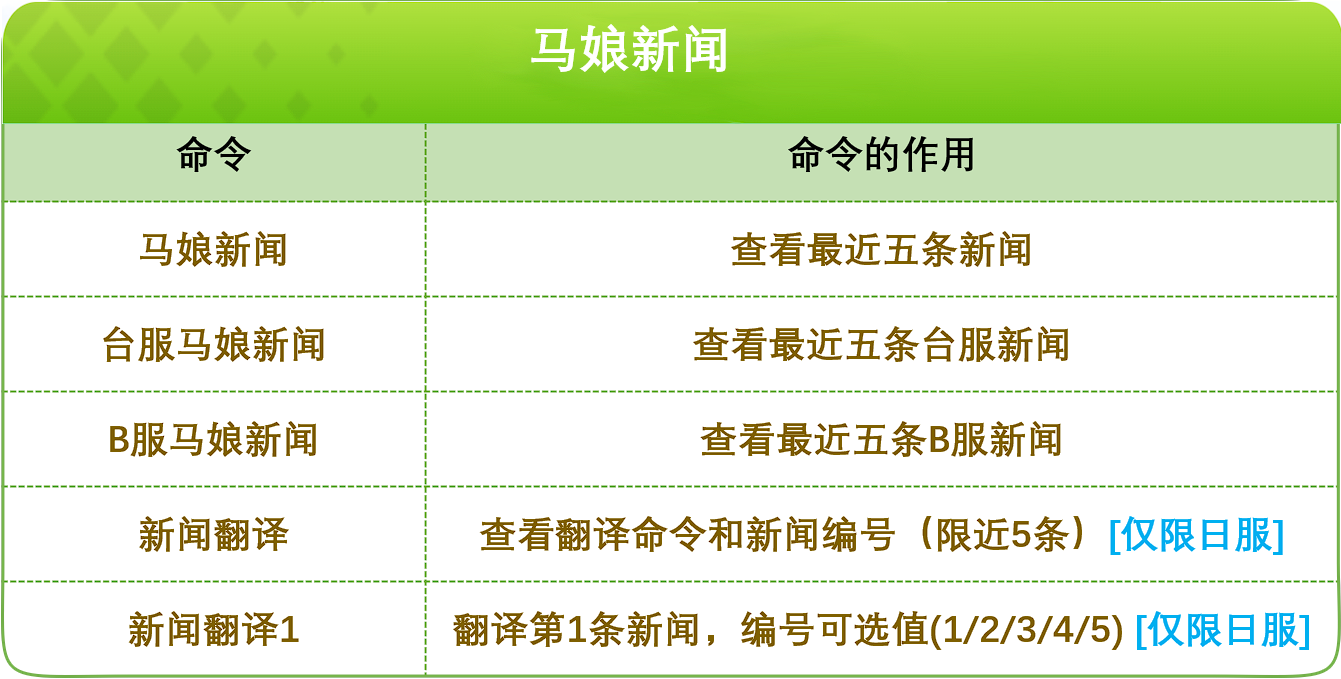 马娘新闻
命令 命令的作用
马娘新闻 查看最近五条新闻
台服马娘新闻 查看最近五条台服新闻
B服马娘新闻 查看最近五条B服新闻
新闻翻译 查看翻译命令和新闻编号（限近5条）[仅限日服]
新闻翻译1 翻译第1条新闻，编号可选值(1/2/3/4/5) [仅限日服]